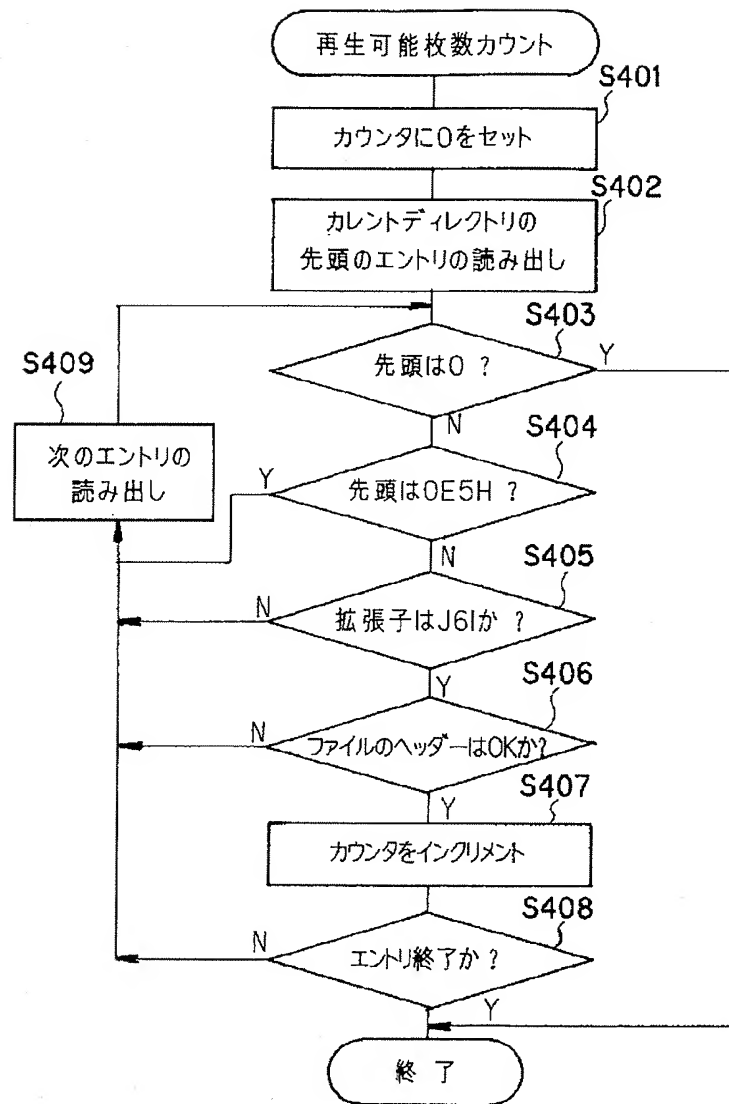 再生可能枚数カウント
S401
カウンタに0をセット
S402
カレントディレクトリの
先頭のエントリの読み出し
S403
先頭は0 ?
Y
N
S409
次のエントリの
読み出し
S404
先頭は0E5H ?
Y
N
S405
拡張子はJ6Iか ?
N
Y
S406
ファイルのヘッダーはOKか?
N
Y
S407
カウンタをインクリメント
S408
エントリ終了か ?
N
Y
終 了